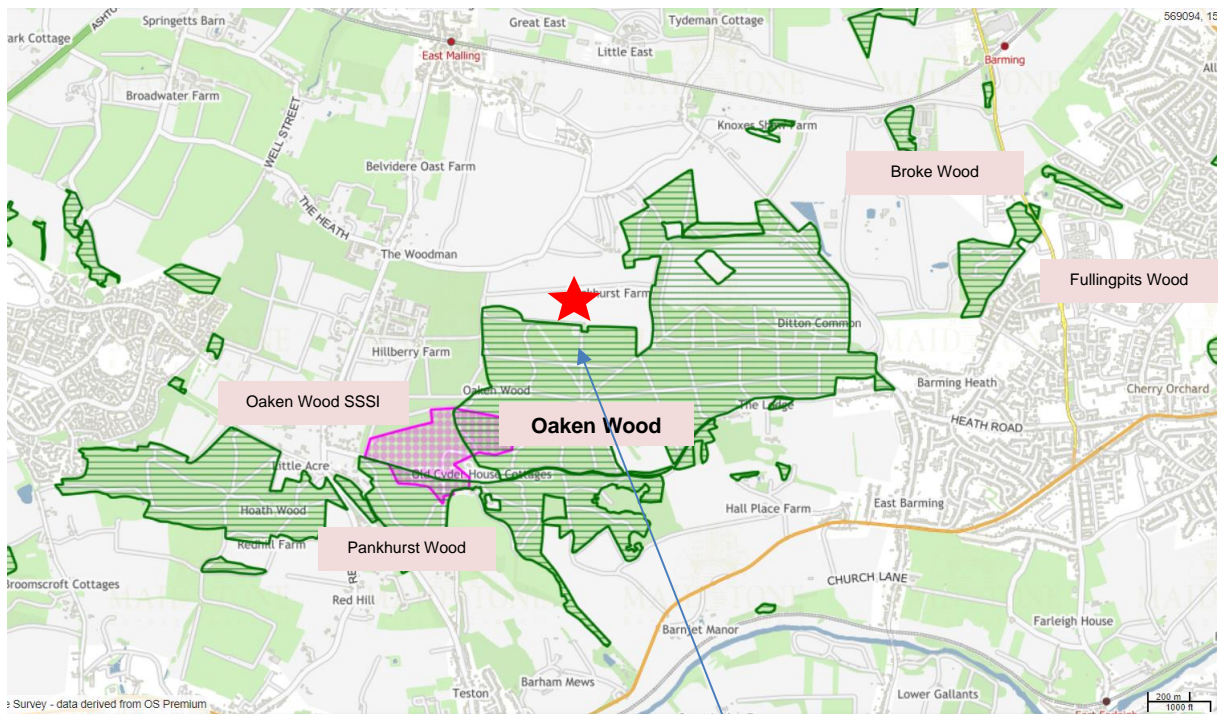 Springetts Barn
Great East
Tydeman Cottage
569094, 15
ark Cottage
ASHTO
East Malling
Little East
Barming
Broadwater Farm
WELL STREET
Belvidere Oast Farm
Broke Wood
THE HEATH
The Woodman
Fullingpits Wood
khurst Farm
Ditton Common
Hillberry Farm
Oaken Wood
Barming Heath
Cherry Orchard
Oaken Wood SSSI
The Lodge
HEATH ROAD
Oaken Wood
Little Acre
Old Cyder House Cottages
Hoath Wood
Hall Place Farm
East Barming
Redhill Farm
Pankhurst Wood
Broomscroft Cottages
CHURCH LANE
Red Hill
Farleigh House
Barnjet Manor
Barham Mews
Teston
Lower Gallants
e Survey - data derived from OS Premium
200 m
1000 ft